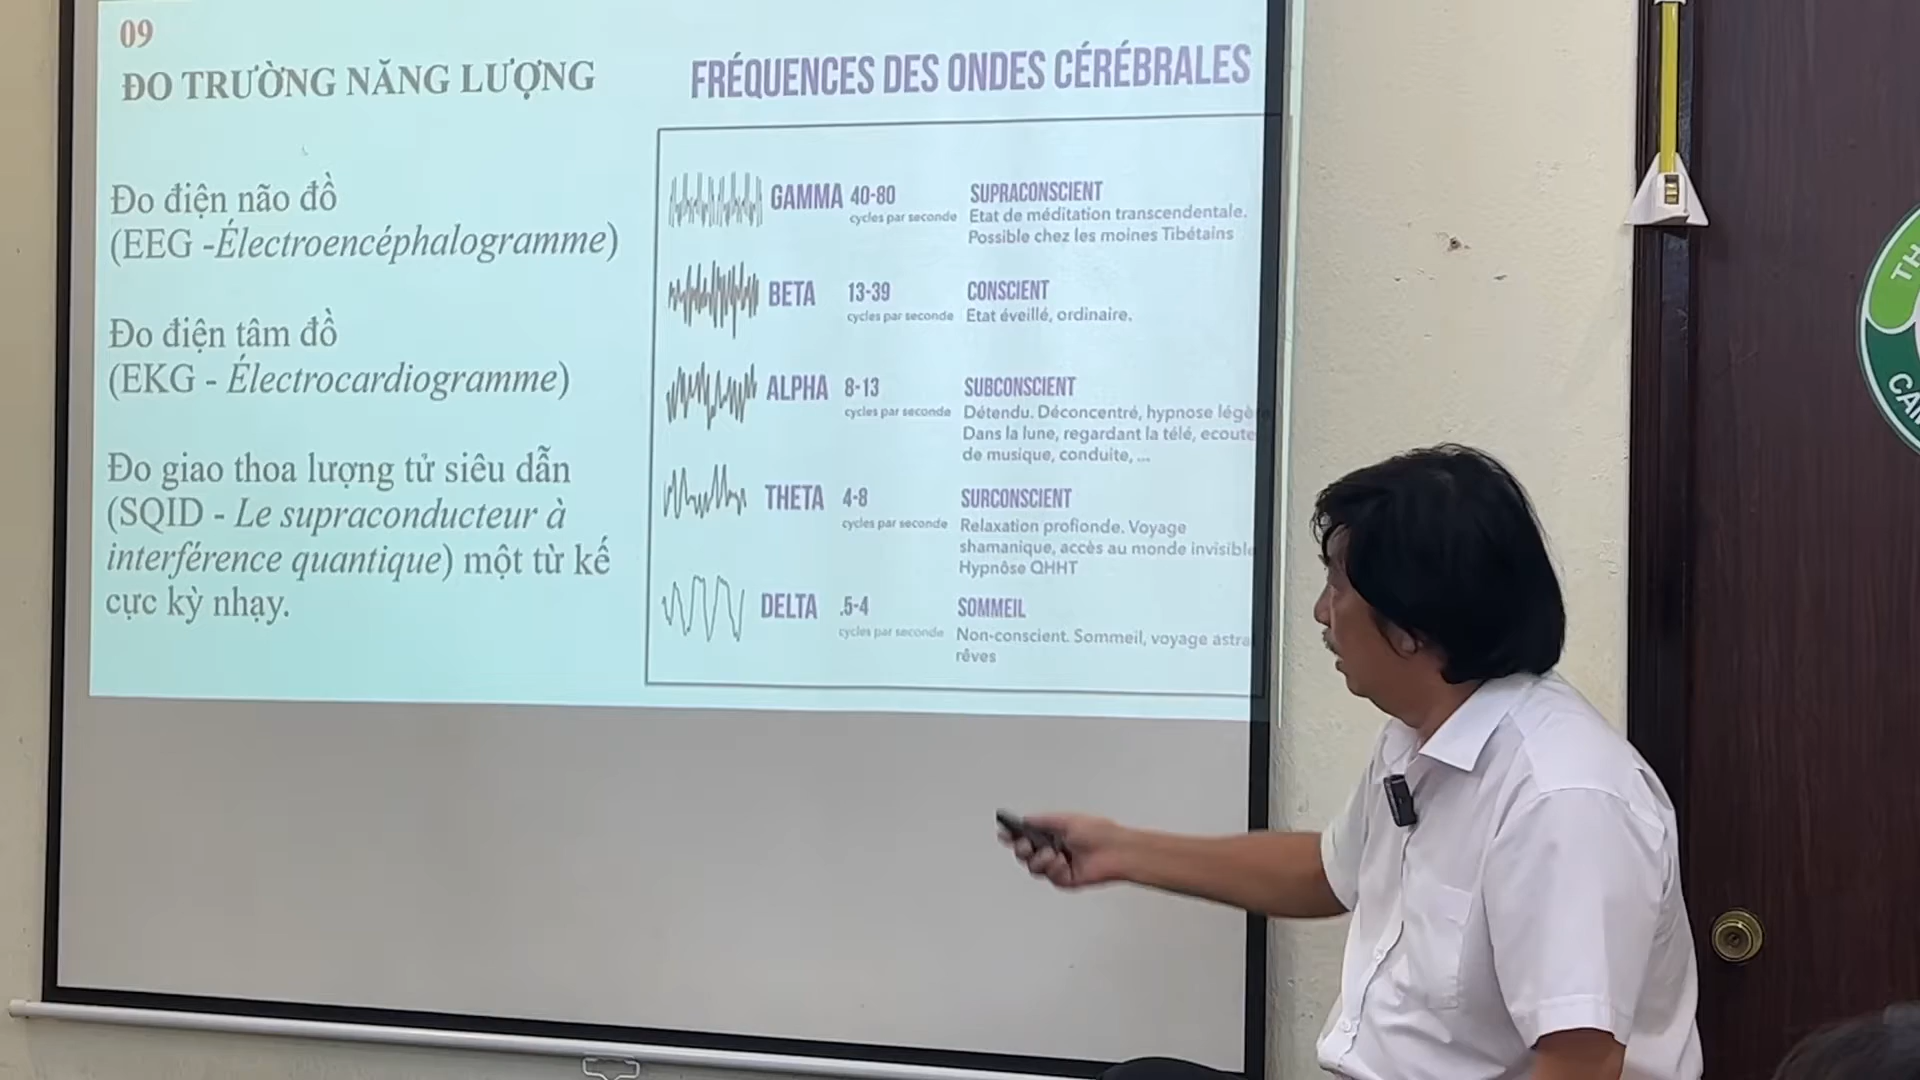 09
ĐO TRƯỜNG NĂNG LƯỢNG
Đo điện não đồ
(EEG -Électroencéphalogramme)
Đo điện tâm đồ
(EKG - Électrocardiogramme)
Đo giao thoa lượng tử siêu dẫn
(SQID - Le supraconducteur à
interférence quantique) một từ kế
cực kỳ nhạy.
FRÉQUENCES DES ONDES CÉRÉBRALES
GAMMA 40-80 SUPRACONSCIENT
cycles par seconde Etat de méditation transcendentale.
Possible chez les moines Tibétains
BETA 13-39 CONSCIENT
cycles par seconde Etat éveillé, ordinaire.
ALPHA 8-13 SUBCONSCIENT
cycles par seconde Détendu. Déconcentré, hypnose légè
Dans la lune, regardant la télé, ecoute
de musique, conduite, ...
THETA 4-8 SURCONSCIENT
cycles par seconde Relaxation profionde. Voyage
shamanique, accès au monde invisible
Hypnôse QHHT
DELTA .5-4 SOMMEIL
cycles par seconde Non-conscient. Sommeil, voyage astra
rêves
TH